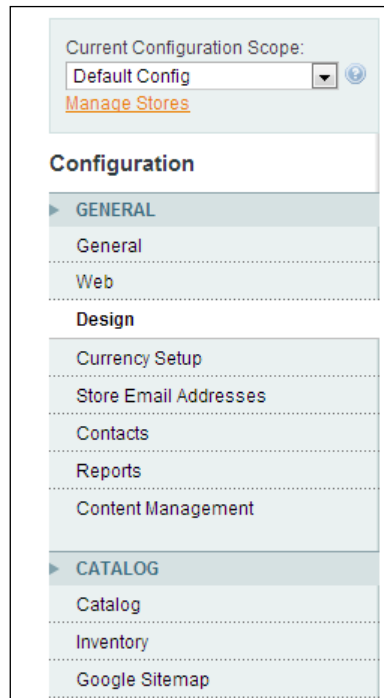 Current Configuration Scope:
Default Config
Manage Stores
Configuration
GENERAL
General
Web
Design
Currency Setup
Store Email Addresses
Contacts
Reports
Content Management
CATALOG
Catalog
Inventory
Google Sitemap